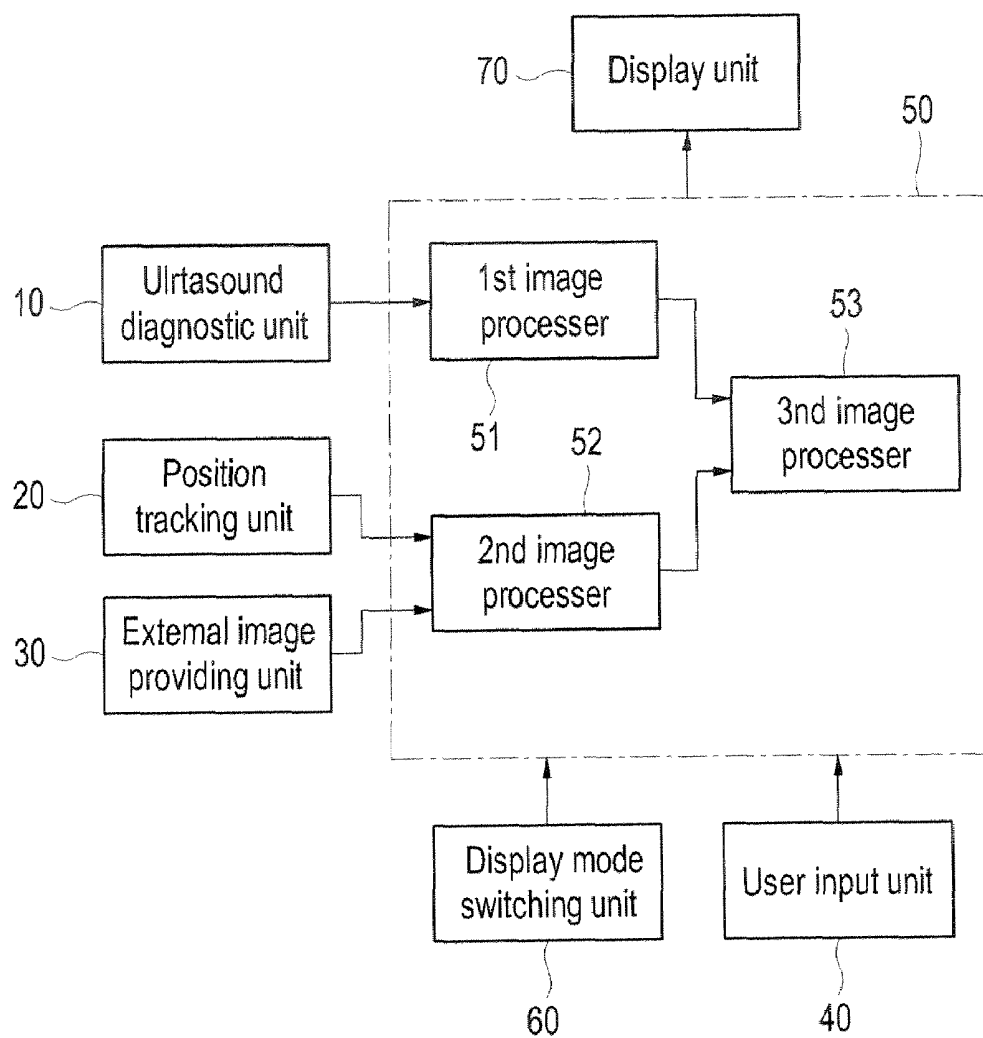 70
Display unit
50
10
Ulrtasound
diagnostic unit
1st image
processer
51
53
3nd image
processer
20
Position
tracking unit
52
2nd image
processer
30
External image
providing unit
Display mode
switching unit
60
User input unit
40